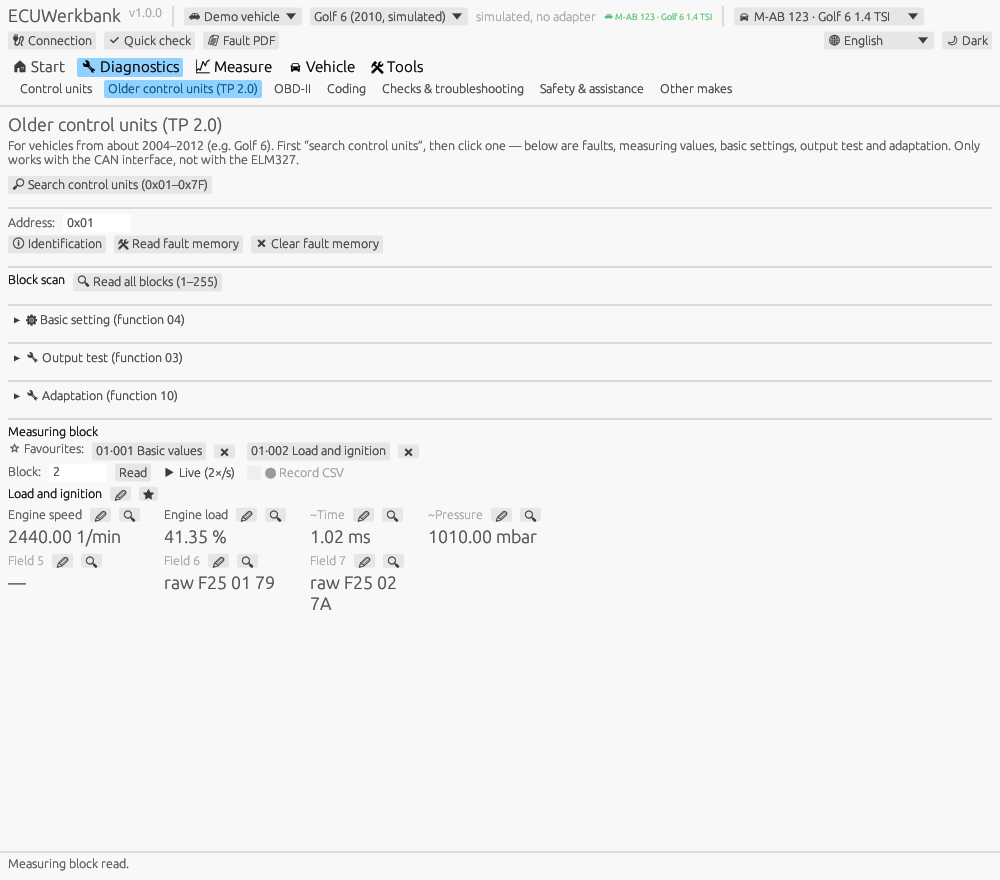 ECUWerkbank v1.0.0 Demo vehicle Golf 6 (2010, simulated) simulated, no adapter M-AB 123 · Golf 6 1.4 TSI M-AB 123 · Golf 6 1.4 TSI
Connection Quick check Fault PDF English Dark
Start Diagnostics Measure Vehicle Tools
Control units Older control units (TP 2.0) OBD-II Coding Checks & troubleshooting Safety & assistance Other makes
Older control units (TP 2.0)
For vehicles from about 2004–2012 (e.g. Golf 6). First “search control units”, then click one — below are faults, measuring values, basic settings, output test and adaptation. Only
works with the CAN interface, not with the ELM327.
Search control units (0x01–0x7F)
Address: 0x01
Identification Read fault memory Clear fault memory
Block scan Read all blocks (1–255)
Basic setting (function 04)
Output test (function 03)
Adaptation (function 10)
Measuring block
Favourites: 01·001 Basic values 01·002 Load and ignition
Block: 2 Read Live (2×/s) Record CSV
Load and ignition
Engine speed Engine load ~Time ~Pressure
2440.00 1/min 41.35 % 1.02 ms 1010.00 mbar
Field 5 Field 6 Field 7
— raw F25 01 79 raw F25 02
7A
Measuring block read.